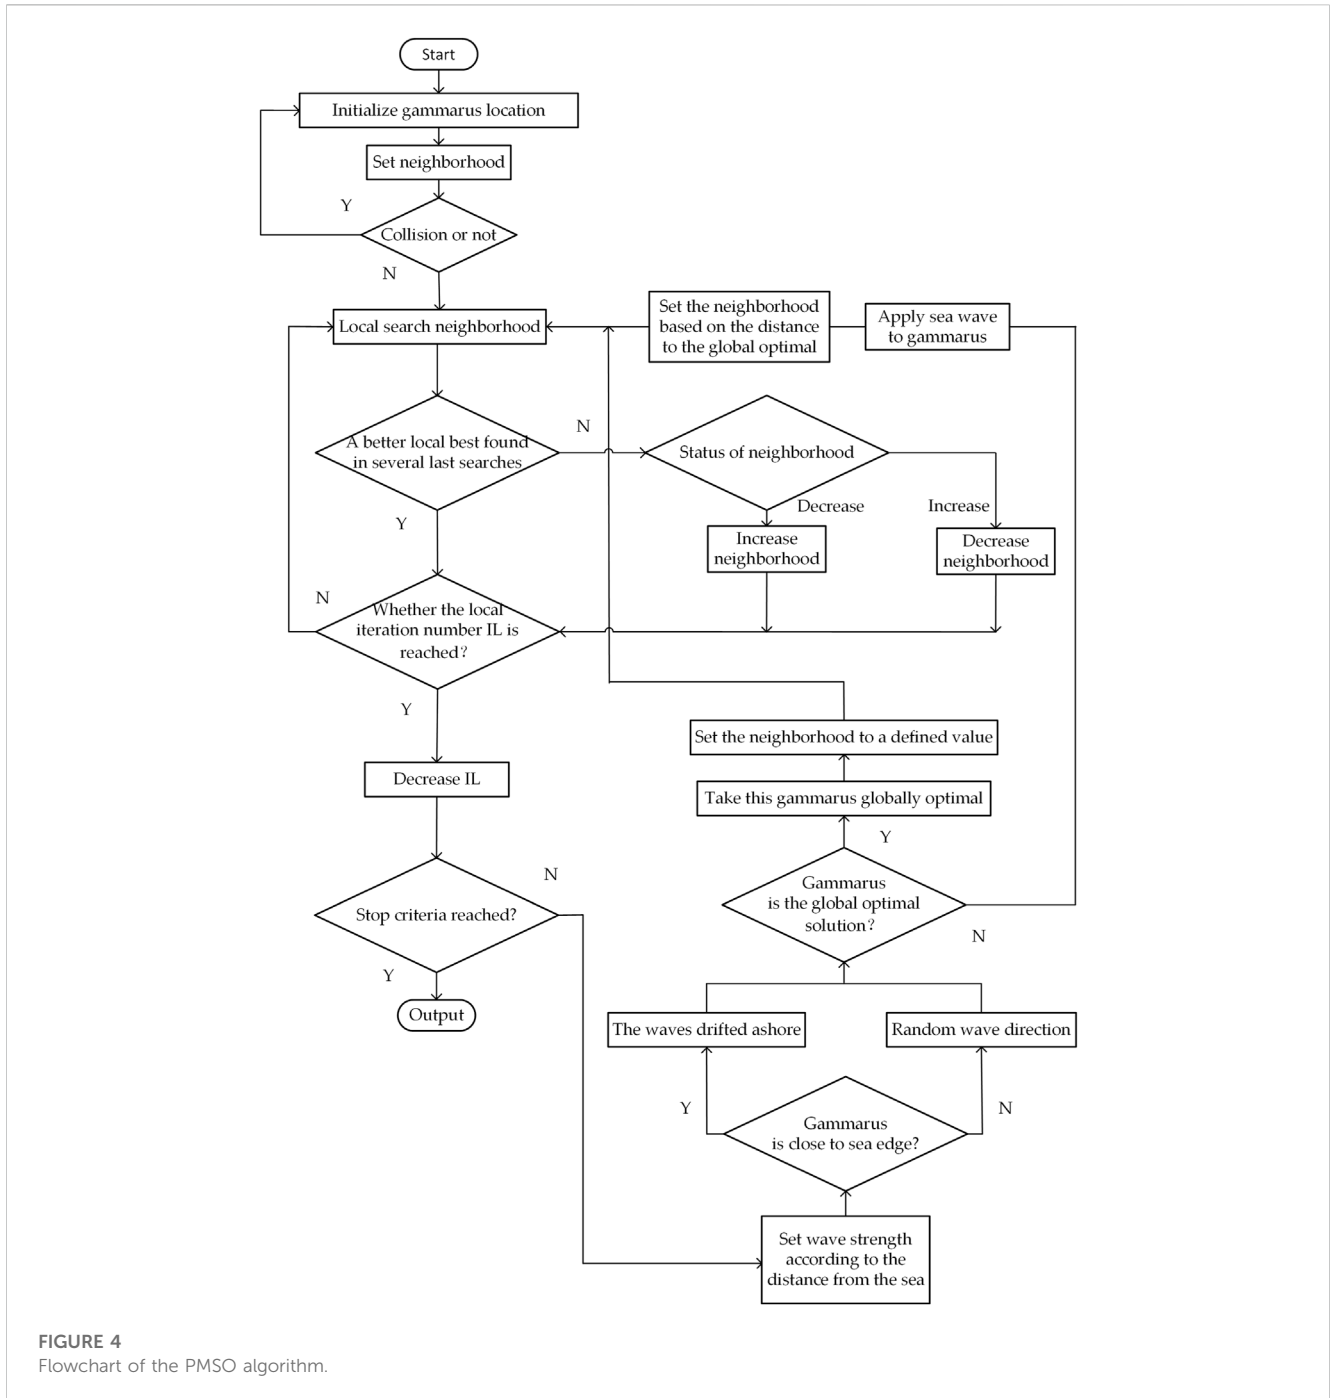 Start
Initialize gammarus location
Set neighborhood
Y
Collision or not
N
Local search neighborhood
Set the neighborhood
based on the distance
to the global optimal
Apply sea wave
to gammarus
A better local best found
in several last searches
N
Status of neighborhood
Decrease
Increase
Y
Increase
neighborhood
Decrease
neighborhood
N
Whether the local
iteration number IL is
reached?
Y
Set the neighborhood to a defined value
Decrease IL
Take this gammarus globally optimal
Y
N
Gammarus
is the global optimal
solution?
N
Stop criteria reached?
Y
Output
The waves drifted ashore
Random wave direction
Y
N
Gammarus
is close to sea edge?
Set wave strength
according to the
distance from the sea
FIGURE 4
Flowchart of the PMSO algorithm.